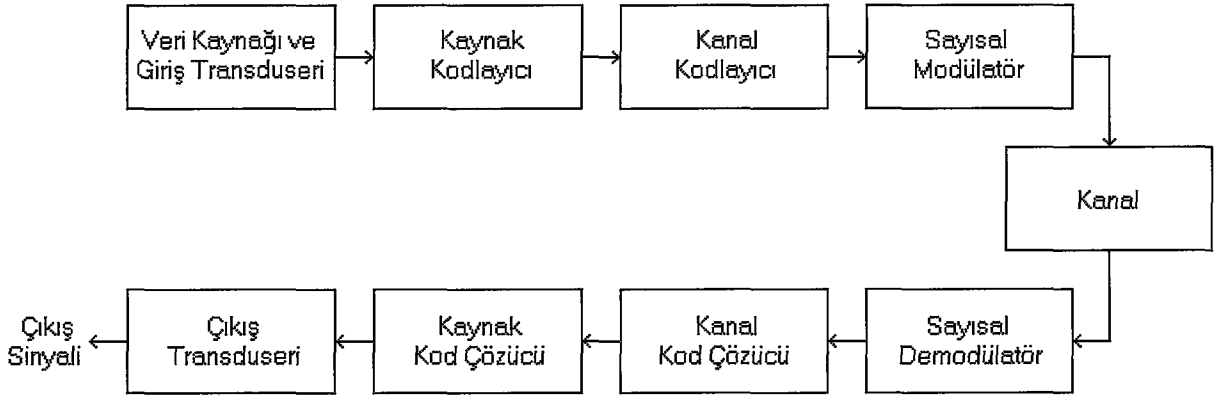 Veri Kaynağı ve
Giriş Transduseri
Kaynak
Kodlayıcı
Kanal
Kodlayıcı
Sayısal
Modülatör
Kanal
Çıkış
Sinyali
Çıkış
Transduseri
Kaynak
Kod Çözücü
Kanal
Kod Çözücü
Sayısal
Demodülatör